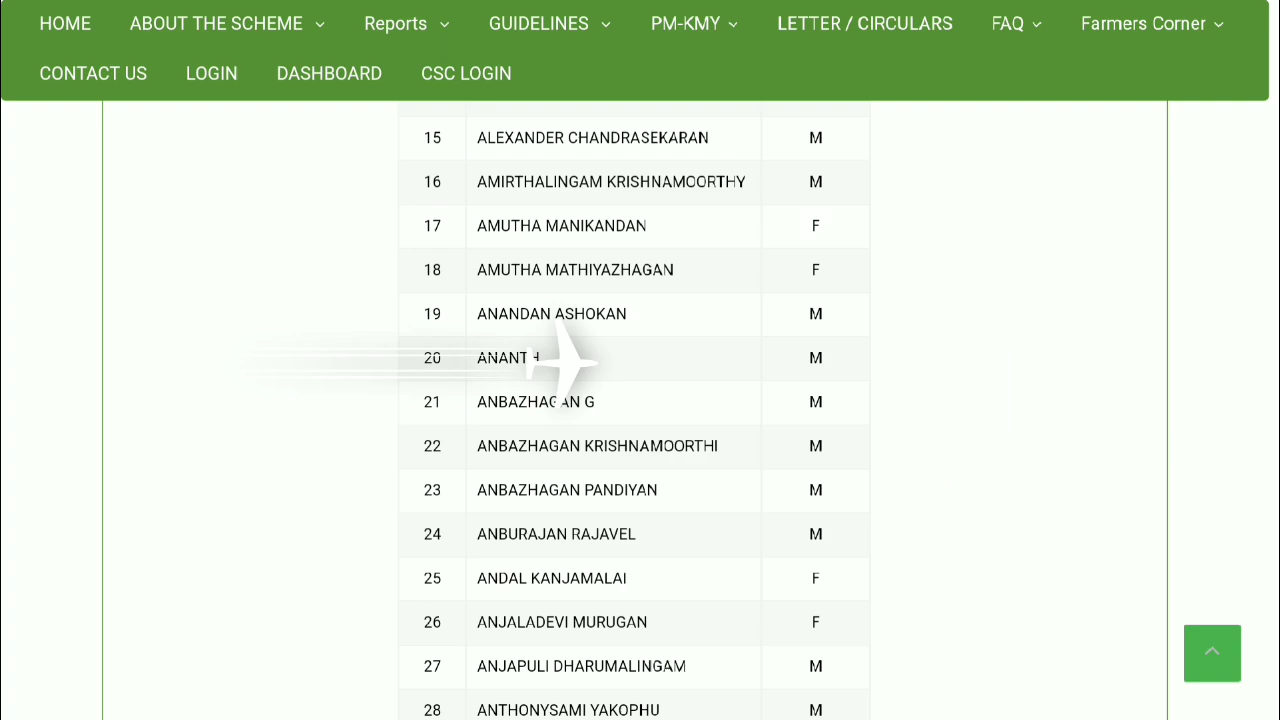 HOME ABOUT THE SCHEME Reports GUIDELINES PM-KMY LETTER / CIRCULARS FAQ Farmers Corner
CONTACT US LOGIN DASHBOARD CSC LOGIN
15 ALEXANDER CHANDRASEKARAN M
16 AMIRTHALINGAM KRISHNAMOORTHY M
17 AMUTHA MANIKANDAN F
18 AMUTHA MATHIYAZHAGAN F
19 ANANDAN ASHOKAN M
20 ANANTH M
21 ANBAZHAGAN G M
22 ANBAZHAGAN KRISHNAMOORTHI M
23 ANBAZHAGAN PANDIYAN M
24 ANBURAJAN RAJAVEL M
25 ANDAL KANJAMALAI F
26 ANJALADEVI MURUGAN F
27 ANJAPULI DHARUMALINGAM M
28 ANTHONYSAMI YAKOPHU M